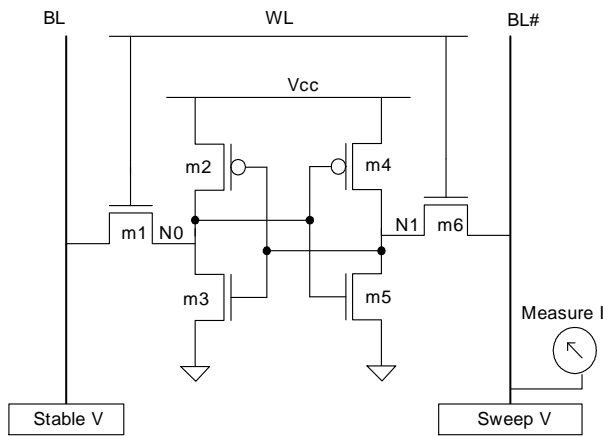 BL
WL
BL#
Vcc
m2
m4
m1
N0
N1
m6
m3
m5
Measure I
Stable V
Sweep V